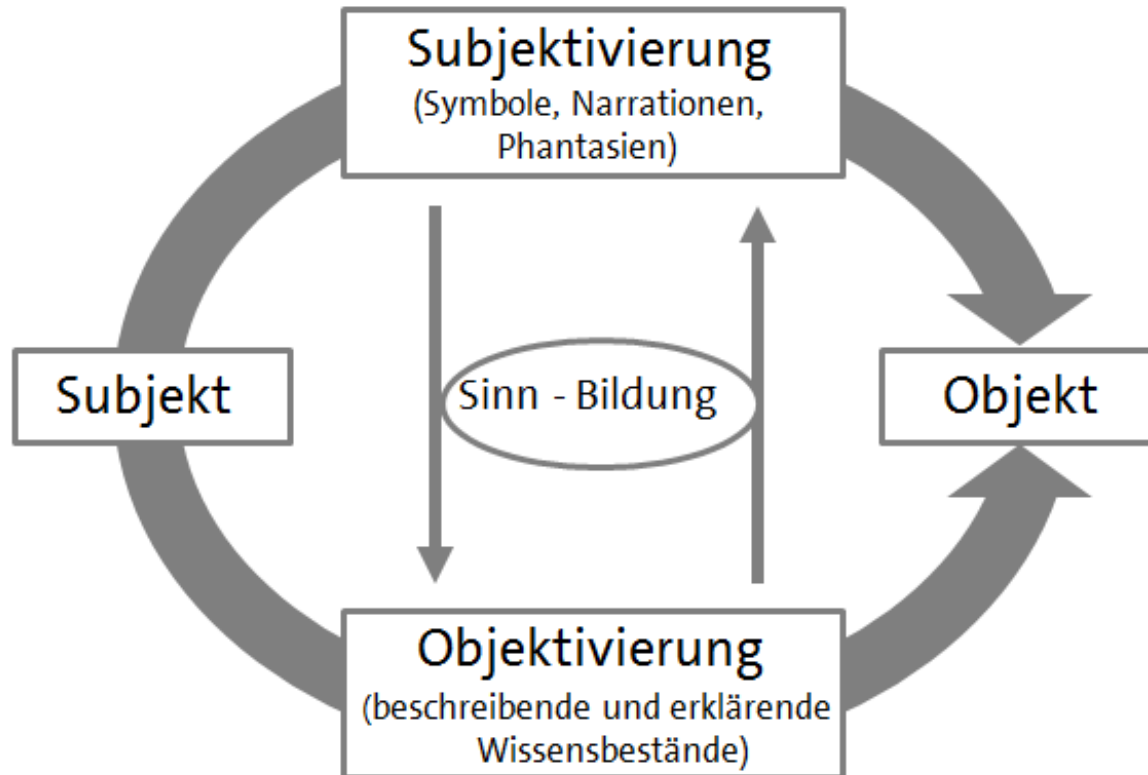 Subjektivierung
(Symbole, Narrationen,
Phantasien)
Subjekt
Sinn - Bildung
Objekt
Objektivierung
(beschreibende und erklärende
Wissensbestände)